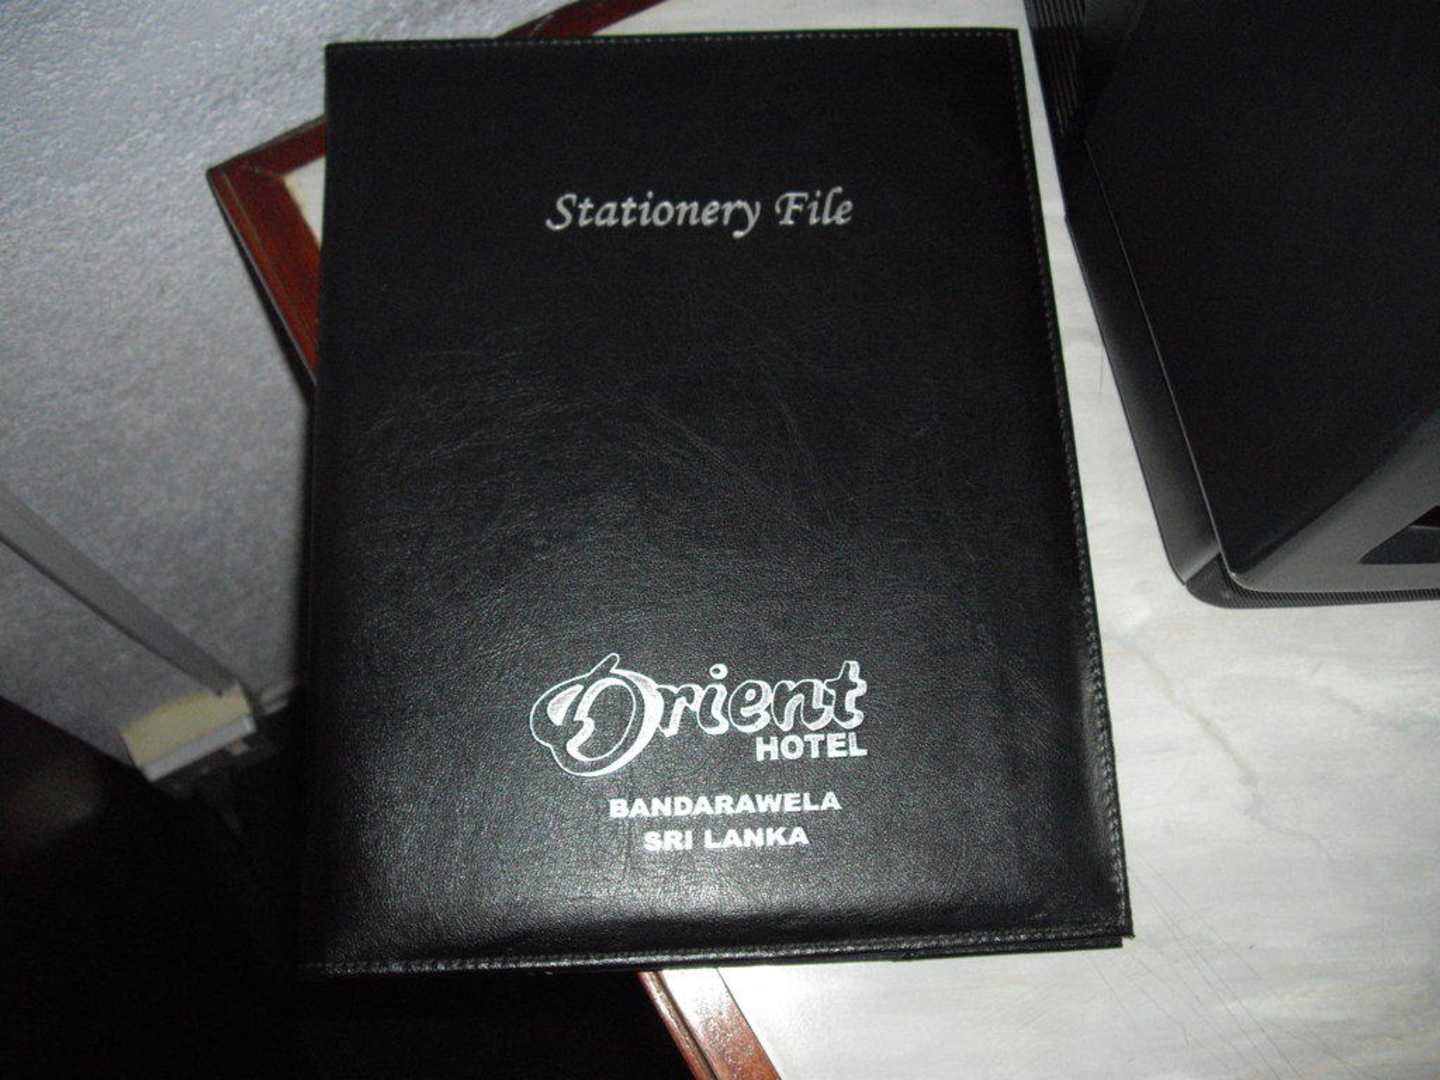 Stationery File
Orient
HOTEL
BANDARAWELA
SRI LANKA